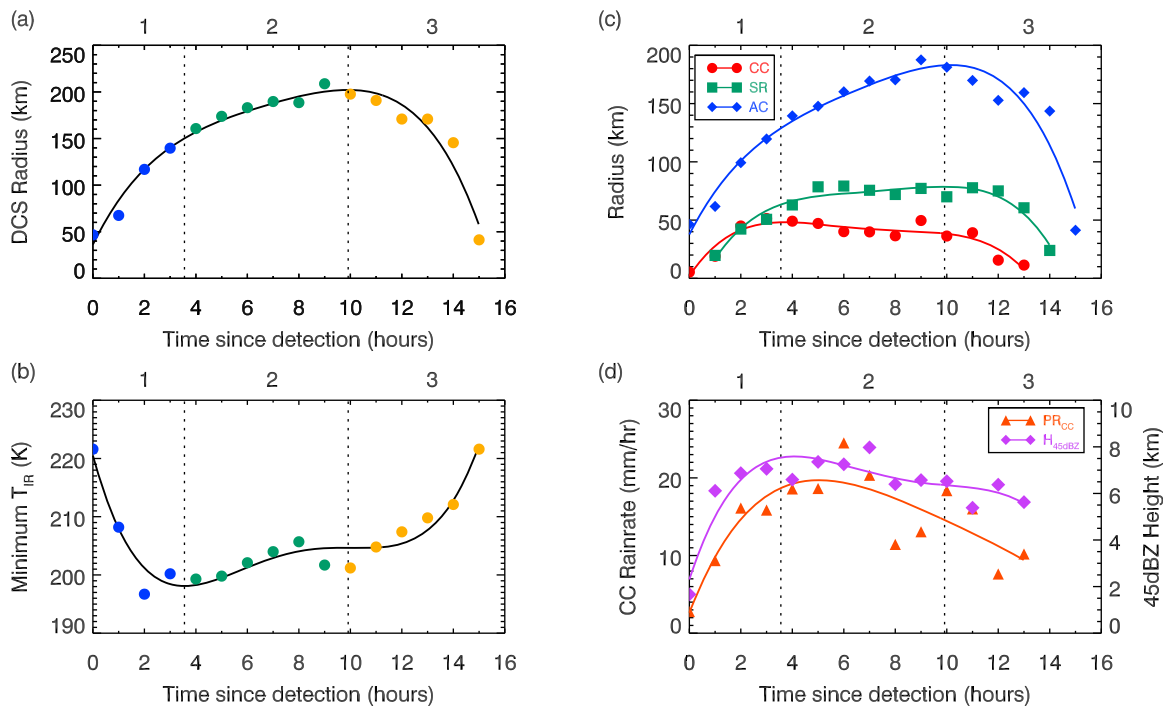 (a)
1 2 3
DCS Radius (km)
250
200
150
100
50
0
0 2 4 6 8 10 12 14 16
Time since detection (hours)
(b)
1 2 3
Minimum T_IR (K)
230
220
210
200
190
0 2 4 6 8 10 12 14 16
Time since detection (hours)
(c)
1 2 3
Radius (km)
200
150
100
50
0
CC
SR
AC
0 2 4 6 8 10 12 14 16
Time since detection (hours)
(d)
1 2 3
CC Rainrate (mm/hr)
30
20
10
0
PR_CC
H_45dBZ
10
8
6
4
2
0
45dBZ Height (km)
0 2 4 6 8 10 12 14 16
Time since detection (hours)